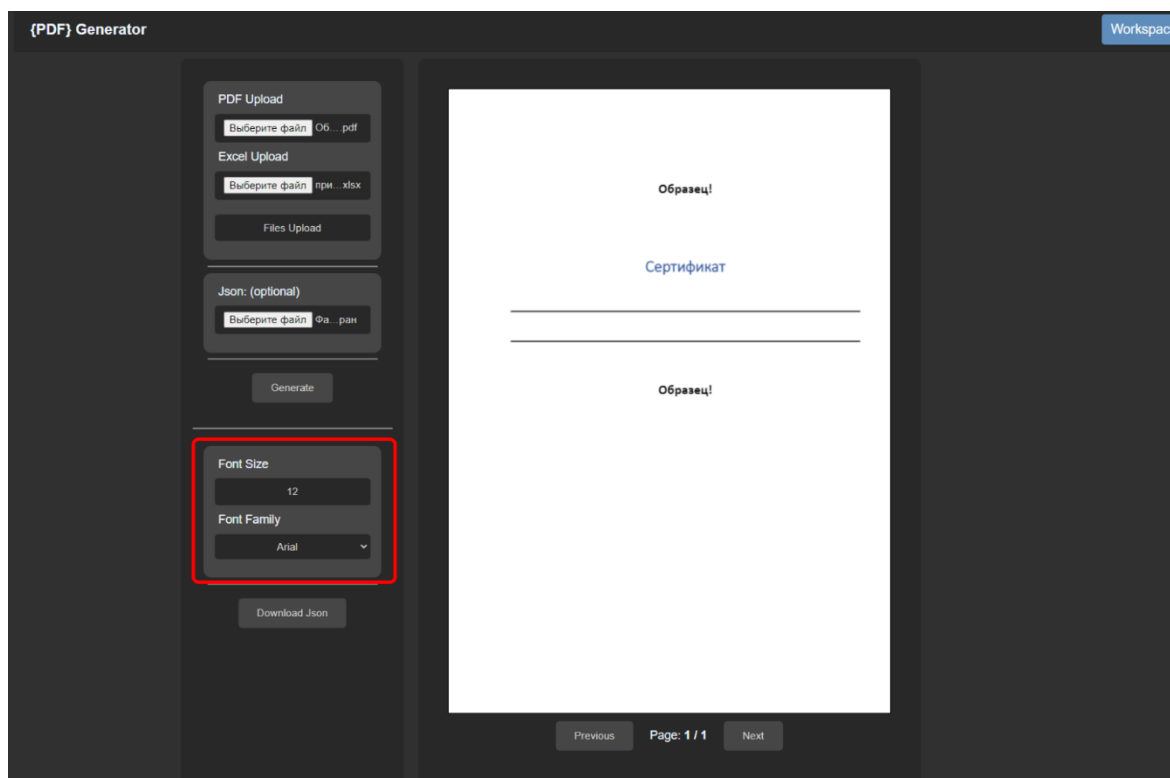 {PDF} Generator
Workspac
PDF Upload
Выберите файл Об....pdf
Excel Upload
Выберите файл при...xlsx
Files Upload
Json: (optional)
Выберите файл Фа...ран
Generate
Font Size
12
Font Family
Arial
Download Json
Образец!
Сертификат
Образец!
Previous Page: 1 / 1 Next